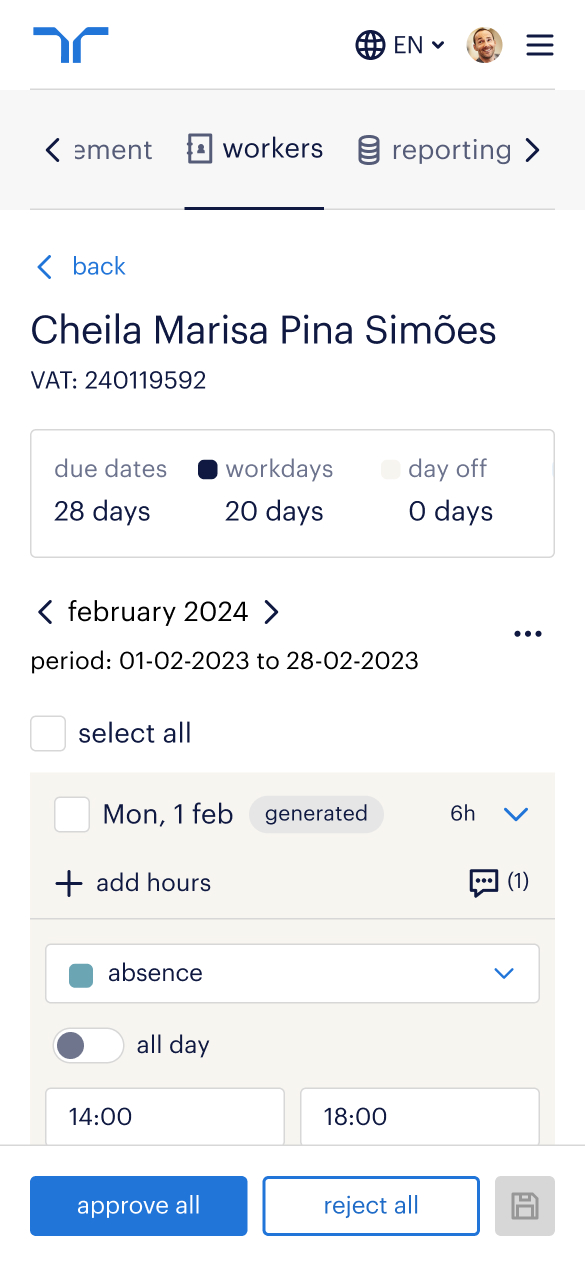 EN
ement workers reporting
back
Cheila Marisa Pina Simões
VAT: 240119592
due dates workdays day off
28 days 20 days 0 days
february 2024
period: 01-02-2023 to 28-02-2023
select all
Mon, 1 feb generated 6h
add hours (1)
absence
all day
14:00 18:00
approve all reject all